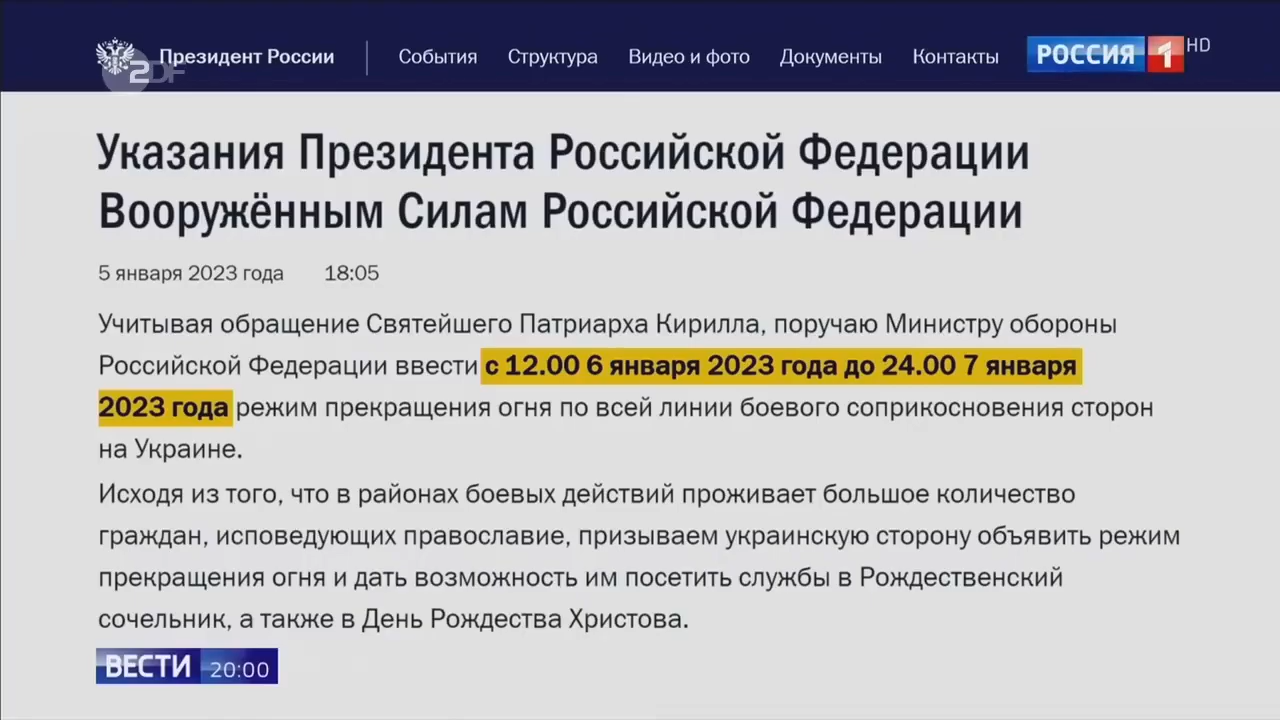 ZDF
Президент России
События
Структура
Видео и фото
Документы
Контакты
РОССИЯ 1 HD
Указания Президента Российской Федерации
Вооружённым Силам Российской Федерации
5 января 2023 года 18:05
Учитывая обращение Святейшего Патриарха Кирилла, поручаю Министру обороны
Российской Федерации ввести с 12.00 6 января 2023 года до 24.00 7 января
2023 года режим прекращения огня по всей линии боевого соприкосновения сторон
на Украине.
Исходя из того, что в районах боевых действий проживает большое количество
граждан, исповедующих православие, призываем украинскую сторону объявить режим
прекращения огня и дать возможность им посетить службы в Рождественский
сочельник, а также в День Рождества Христова.
ВЕСТИ 20:00